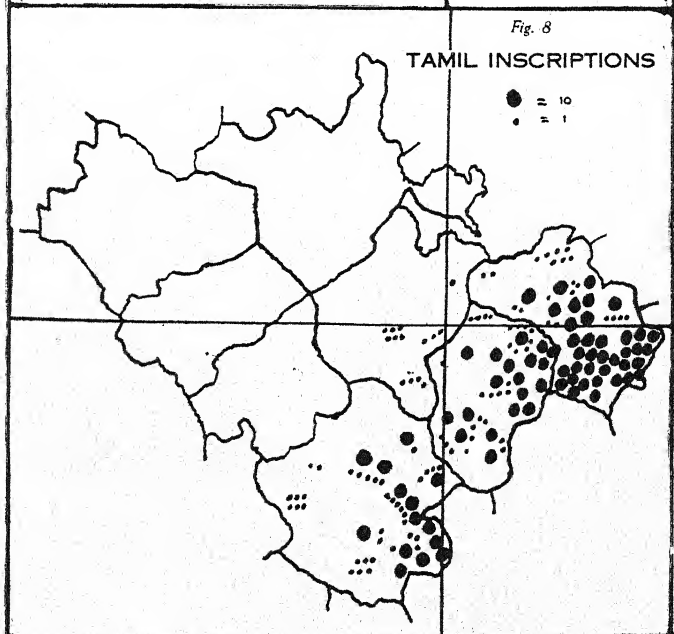 Fig. 8
TAMIL INSCRIPTIONS
= 10
= 1